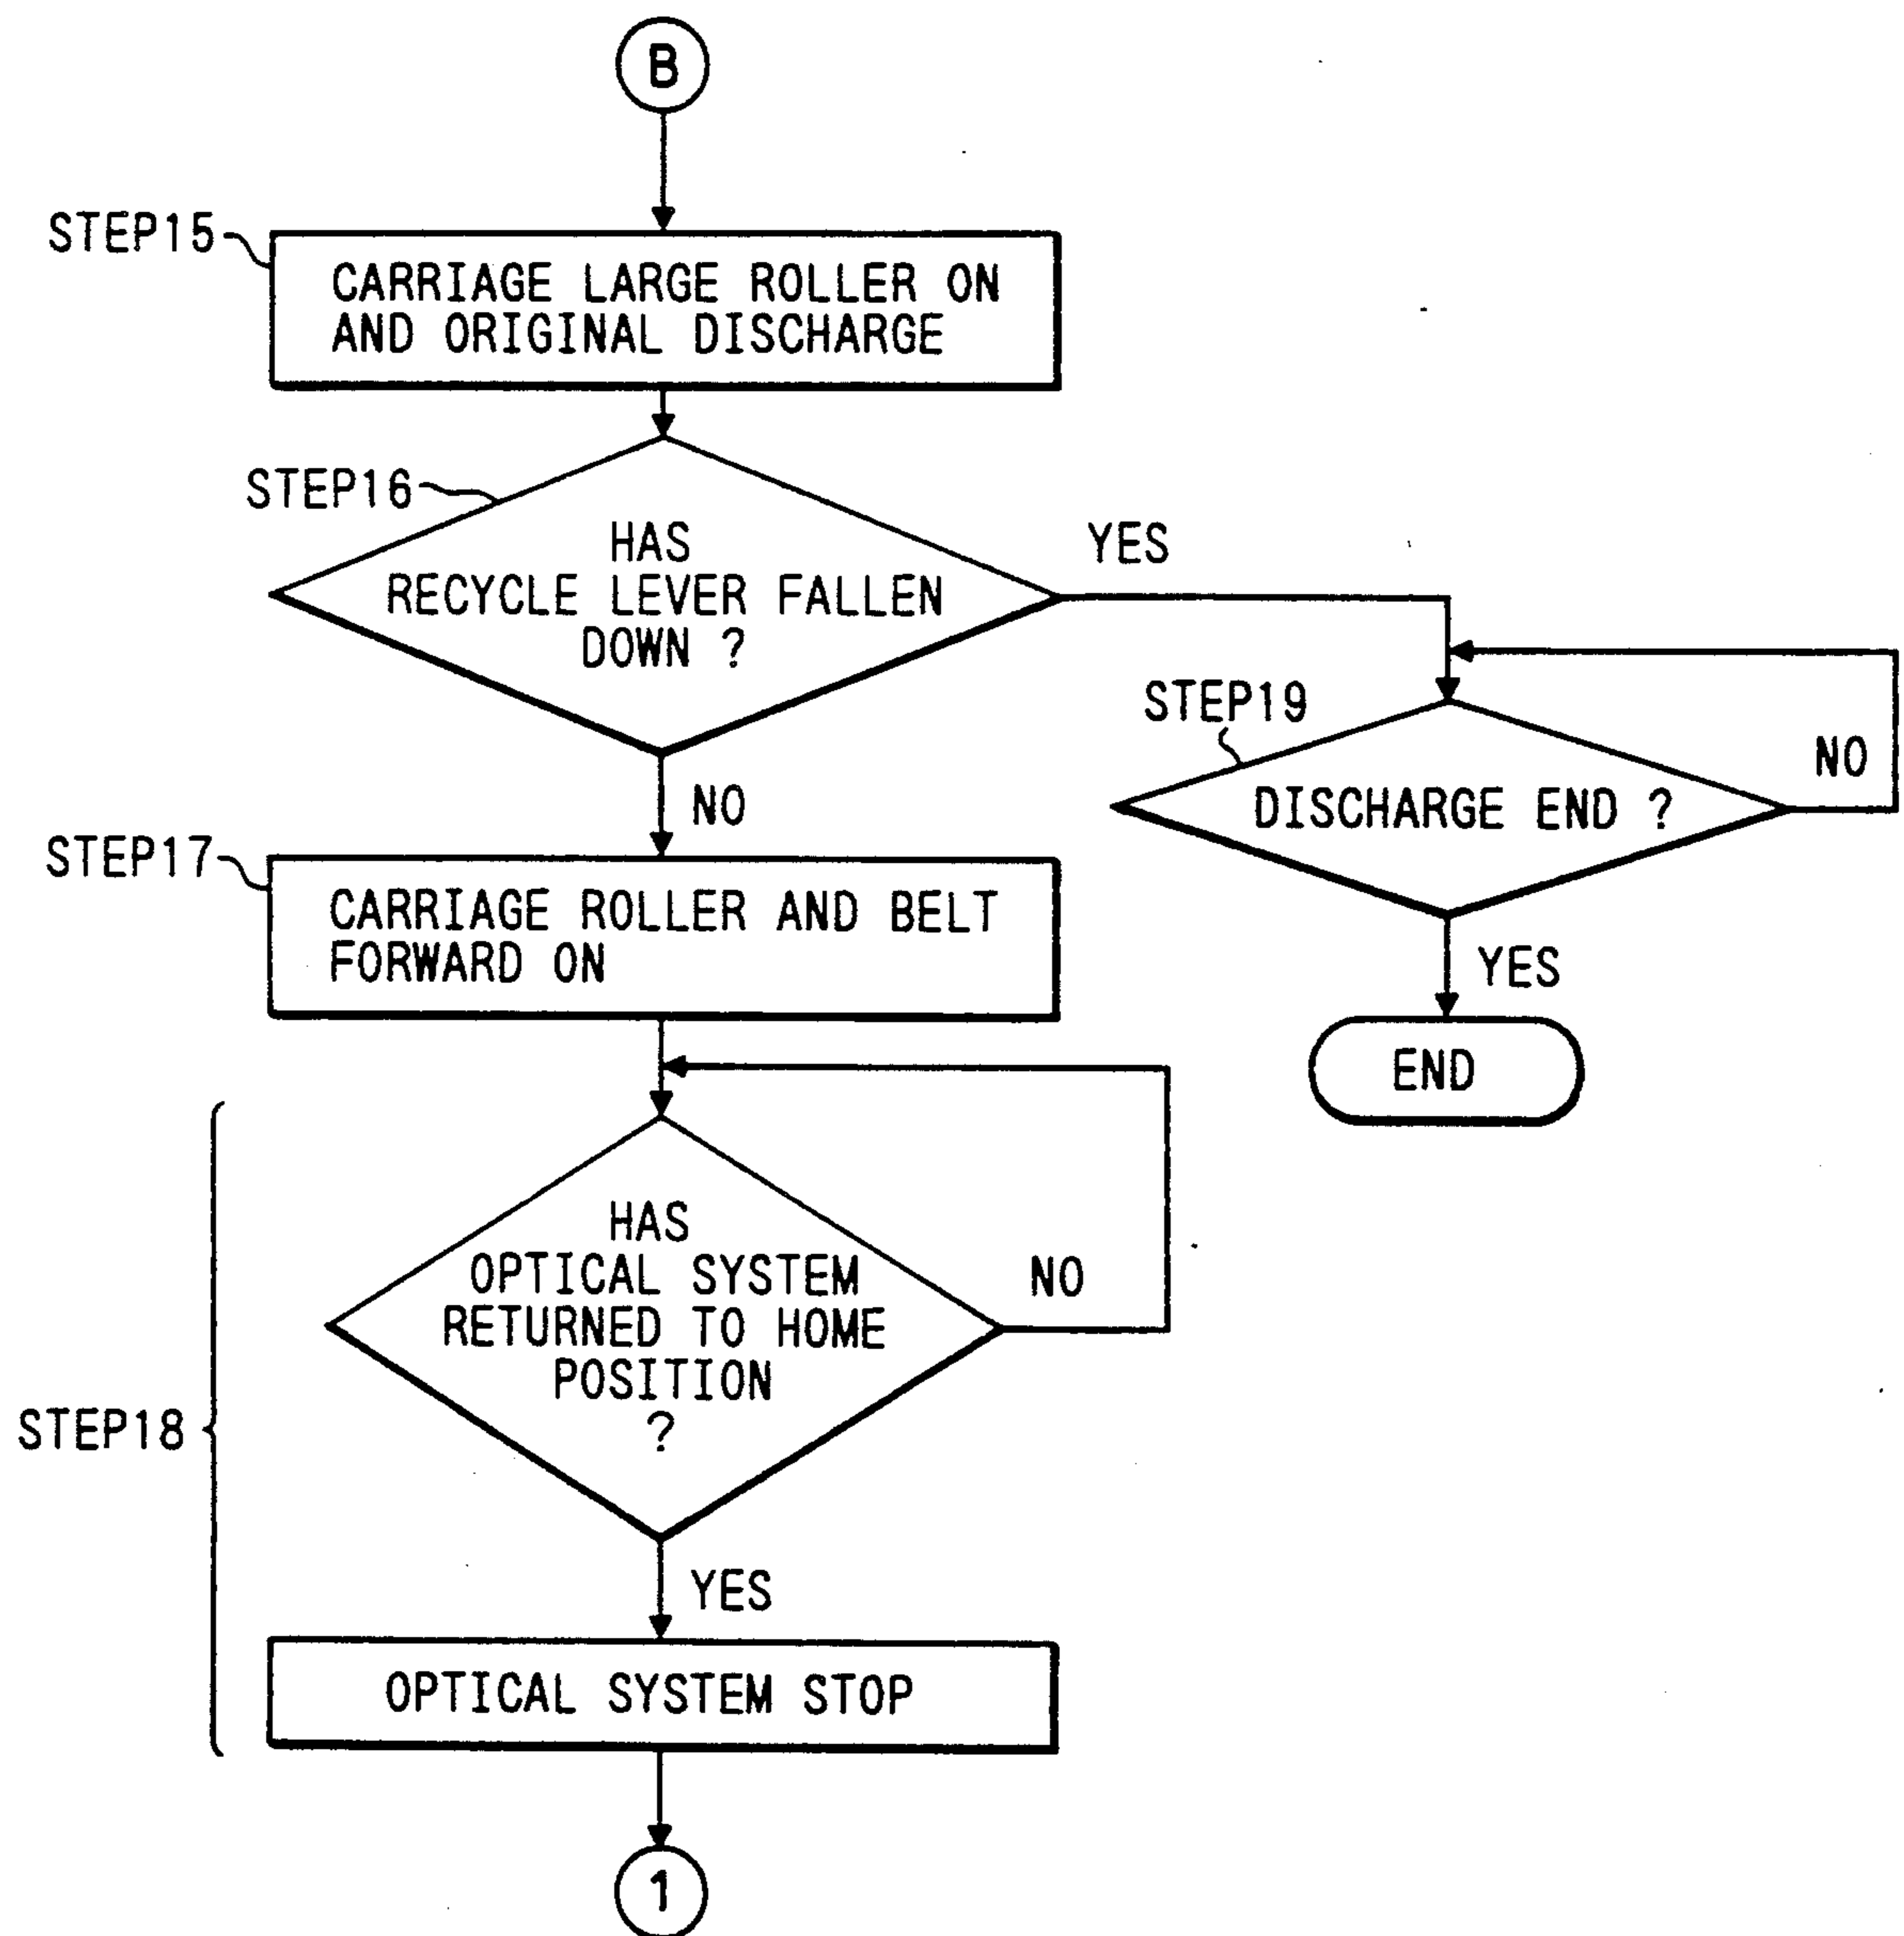 B
STEP15
CARRIAGE LARGE ROLLER ON
AND ORIGINAL DISCHARGE
STEP16
HAS
RECYCLE LEVER FALLEN
DOWN ?
YES
NO
STEP19
DISCHARGE END ?
NO
YES
END
STEP17
CARRIAGE ROLLER AND BELT
FORWARD ON
STEP18
HAS
OPTICAL SYSTEM
RETURNED TO HOME
POSITION
?
NO
YES
OPTICAL SYSTEM STOP
1